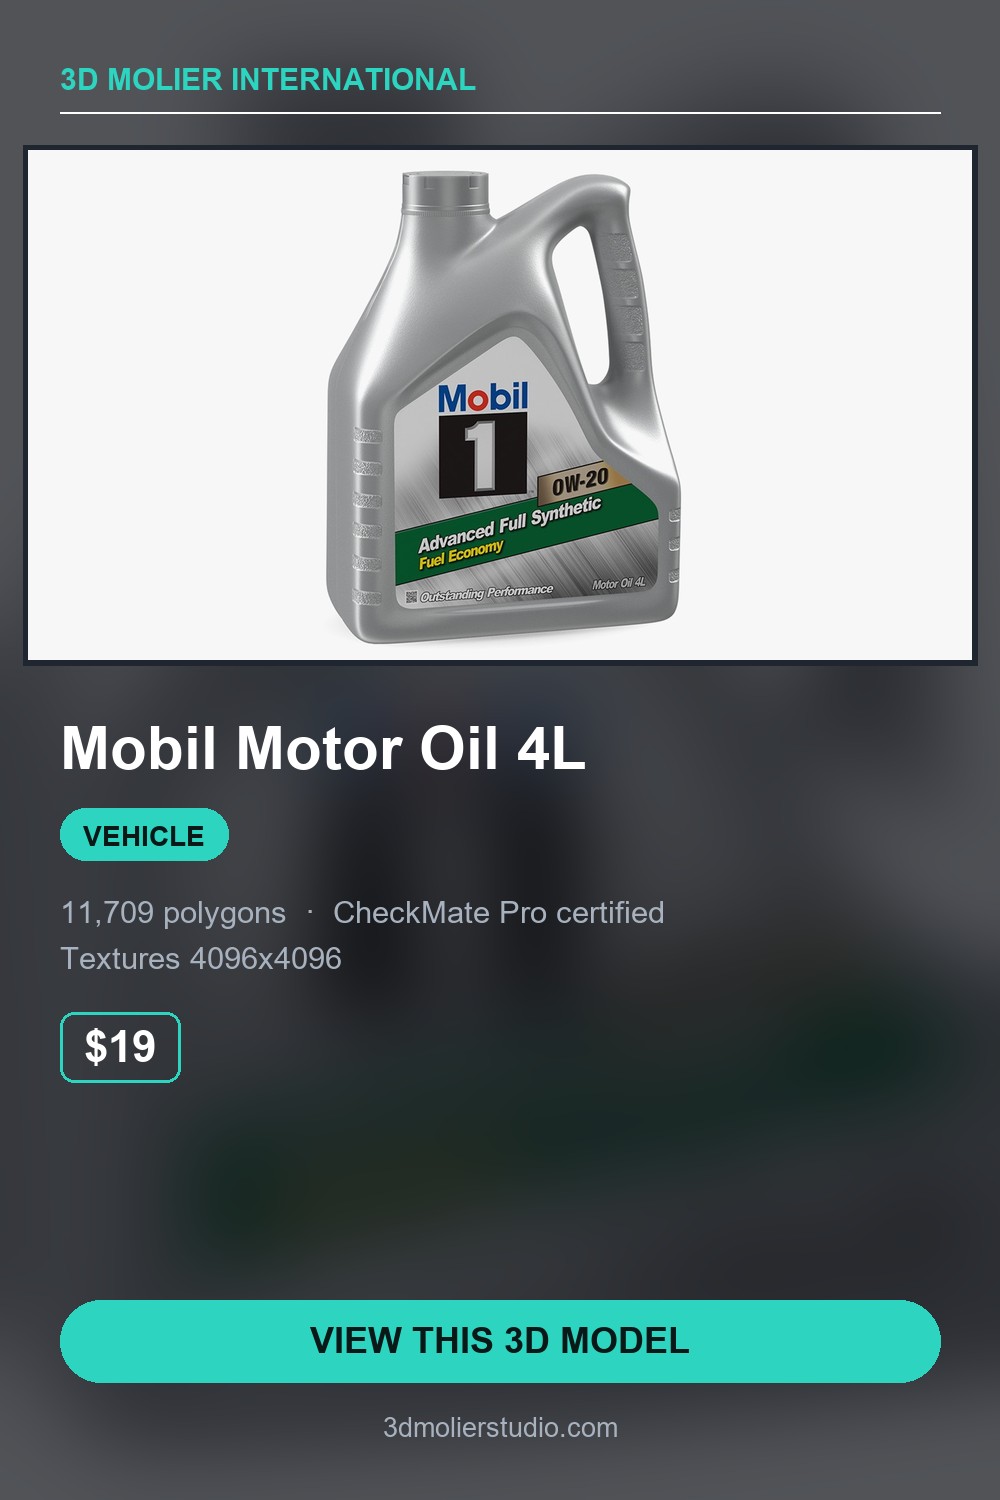 3D MOLIER INTERNATIONAL
Mobil
1
0W-20
Advanced Full Synthetic
Fuel Economy
Outstanding Performance
Motor Oil 4L
Mobil Motor Oil 4L
VEHICLE
11,709 polygons · CheckMate Pro certified
Textures 4096x4096
$19
VIEW THIS 3D MODEL
3dmolierstudio.com